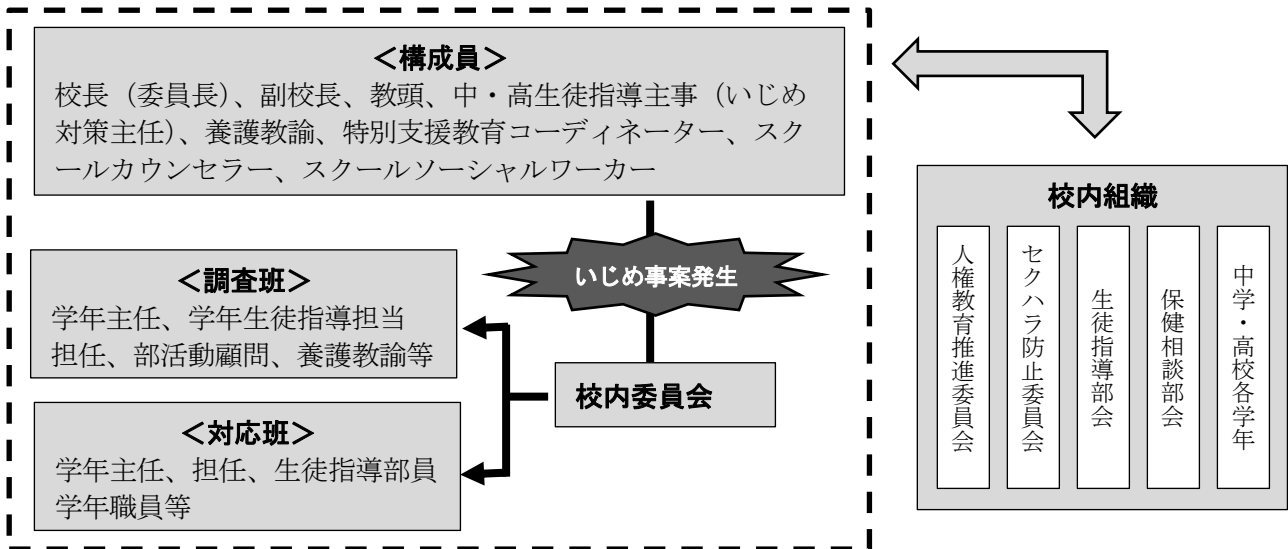 ＜構成員＞
校長（委員長）、副校長、教頭、中・高生徒指導主事（いじめ
対策主任）、養護教諭、特別支援教育コーディネーター、スク
ールカウンセラー、スクールソーシャルワーカー
いじめ事案発生
＜調査班＞
学年主任、学年生徒指導担当
担任、部活動顧問、養護教諭等
校内委員会
＜対応班＞
学年主任、担任、生徒指導部員
学年職員等
校内組織
人権教育推進委員会
セクハラ防止委員会
生徒指導部会
保健相談部会
中学・高校各学年